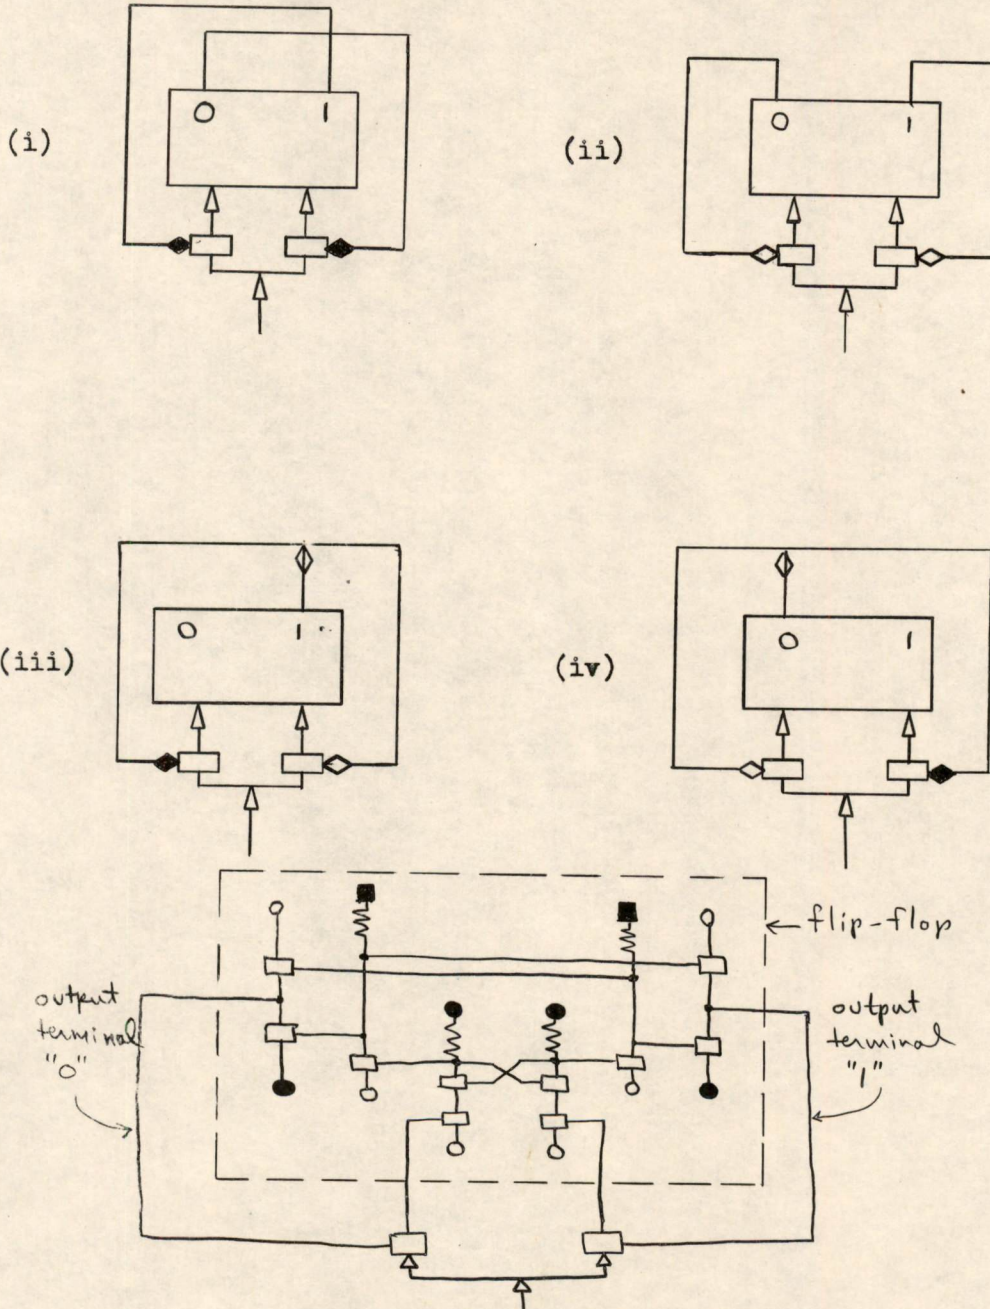 (i)
0 1
(ii)
0 1
(iii)
0 1
(iv)
0 1
flip-flop
output
terminal
"0"
output
terminal
"1"